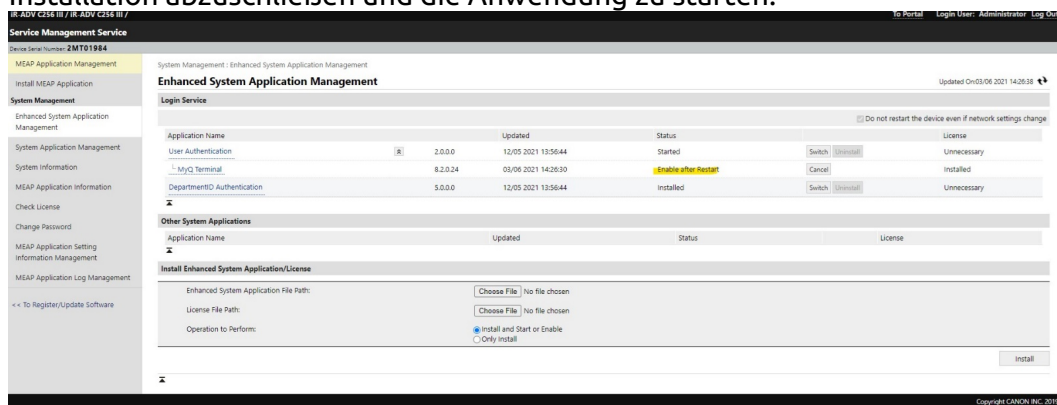 Installation abzuschließen und die Anwendung zu starten.
iR-ADV C256 III / iR-ADV C256 III / To Portal Login User: Administrator Log Out
Service Management Service
Device Serial Number: 2MT01984
MEAP Application Management
Install MEAP Application
System Management
Enhanced System Application
Management
System Application Management
System Information
MEAP Application Information
Check License
Change Password
MEAP Application Setting
Information Management
MEAP Application Log Management
<< To Register/Update Software
System Management : Enhanced System Application Management
Enhanced System Application Management Updated On:03/06 2021 14:26:38
Login Service
Do not restart the device even if network settings change
Application Name Updated Status License
User Authentication 2.0.0.0 12/05 2021 13:56:44 Started Switch Uninstall Unnecessary
MyQ Terminal 8.2.0.24 03/06 2021 14:26:30 Enable after Restart Cancel Installed
DepartmentID Authentication 5.0.0.0 12/05 2021 13:56:44 Installed Switch Uninstall Unnecessary
Other System Applications
Application Name Updated Status License
Install Enhanced System Application/License
Enhanced System Application File Path: Choose File No file chosen
License File Path: Choose File No file chosen
Operation to Perform: Install and Start or Enable
Only Install
Install
Copyright CANON INC. 2019